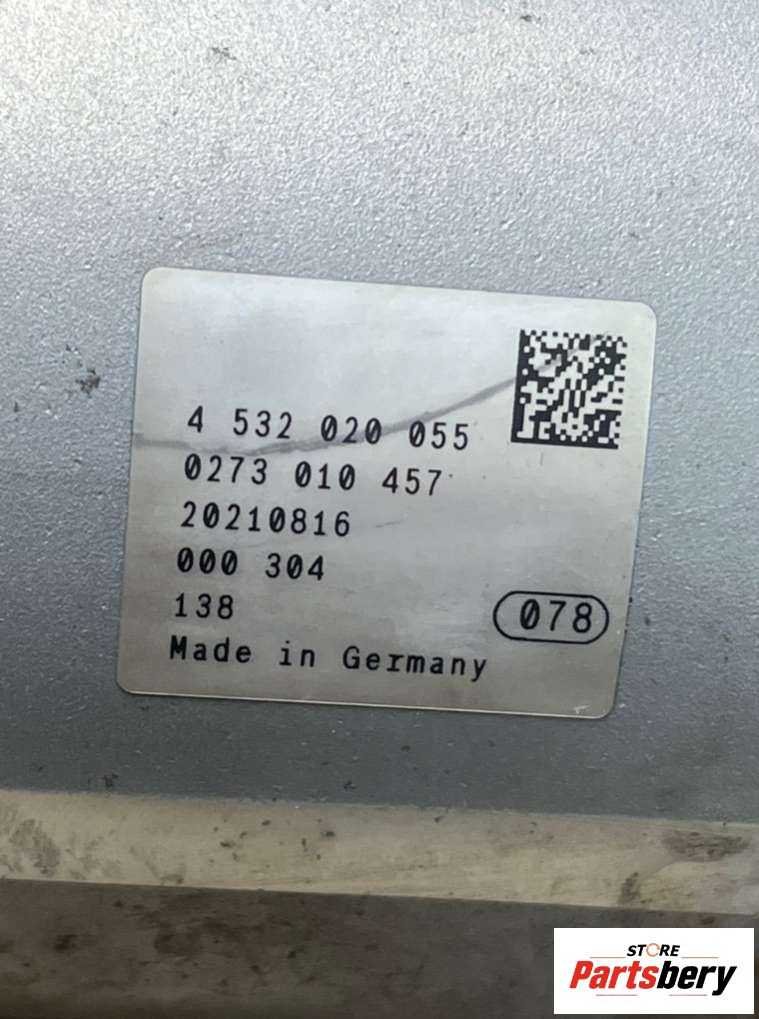 4 532 020 055
0273 010 457
20210816
000 304
138
078
Made in Germany
STORE
Partsbery